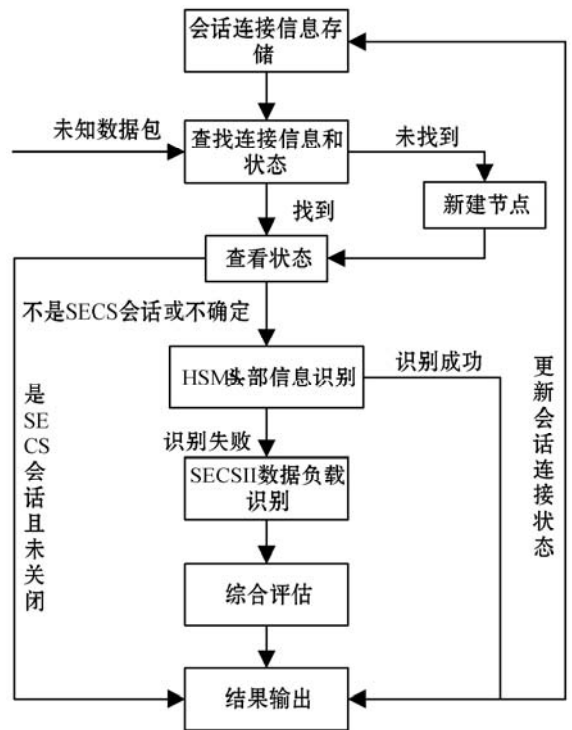 会话连接信息存
储
未知数据包
查找连接信息和
状态
未找到
新建节点
找到
查看状态
不是SECS会话或不确定
HSMS头部信息识别
识别成功
识别失败
SECSII数据负载
识别
综合评估
结果输出
是
SE
CS
会
话
且
未
关
闭
更
新
会
话
连
接
状
态